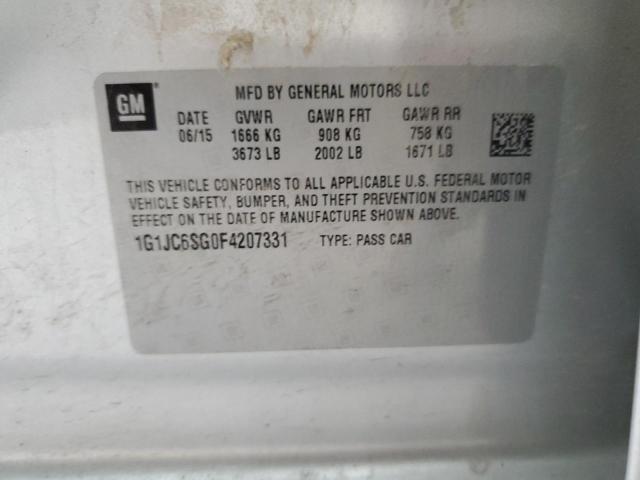 GM
MFD BY GENERAL MOTORS LLC
DATE GVWR GAWR FRT GAWR RR
06/15 1666 KG 908 KG 758 KG
3673 LB 2002 LB 1671 LB
THIS VEHICLE CONFORMS TO ALL APPLICABLE U.S. FEDERAL MOTOR
VEHICLE SAFETY, BUMPER, AND THEFT PREVENTION STANDARDS IN
EFFECT ON THE DATE OF MANUFACTURE SHOWN ABOVE.
1G1JC6SG0F4207331 TYPE: PASS CAR